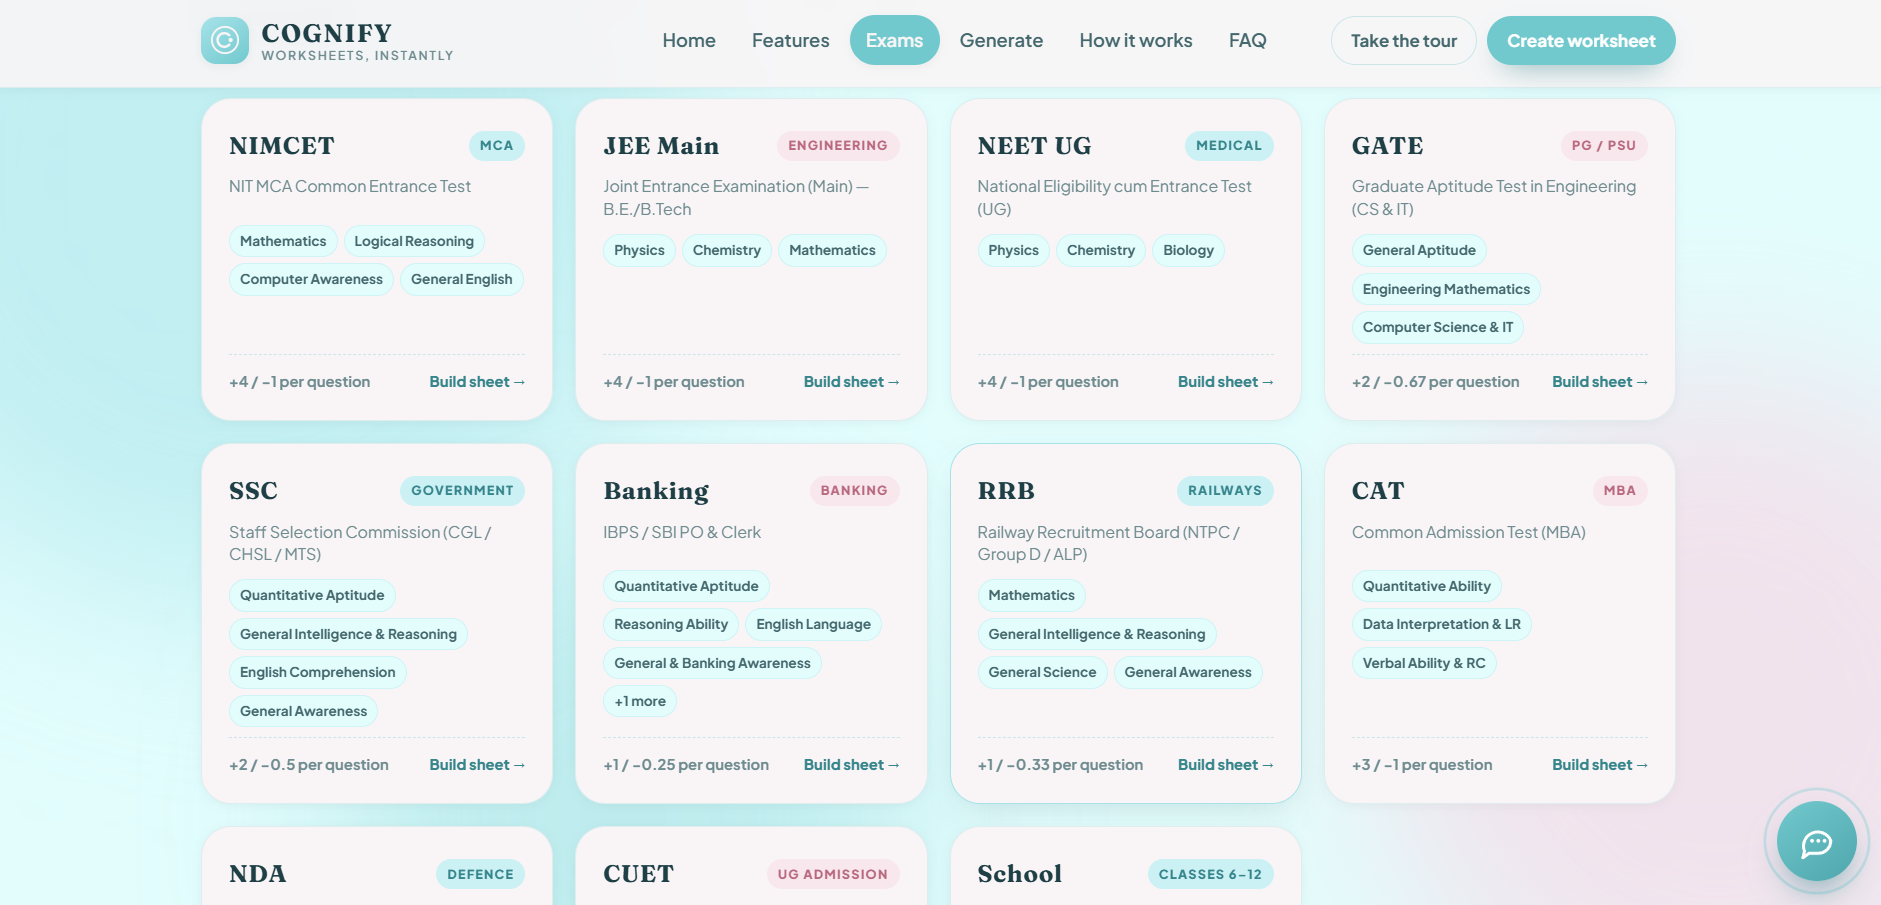 COGNIFY
WORKSHEETS, INSTANTLY
Home
Features
Exams
Generate
How it works
FAQ
Take the tour
Create worksheet
NIMCET
MCA
NIT MCA Common Entrance Test
Mathematics
Logical Reasoning
Computer Awareness
General English
+4 / −1 per question
Build sheet →
JEE Main
ENGINEERING
Joint Entrance Examination (Main) —
B.E./B.Tech
Physics
Chemistry
Mathematics
+4 / −1 per question
Build sheet →
NEET UG
MEDICAL
National Eligibility cum Entrance Test
(UG)
Physics
Chemistry
Biology
+4 / −1 per question
Build sheet →
GATE
PG / PSU
Graduate Aptitude Test in Engineering
(CS & IT)
General Aptitude
Engineering Mathematics
Computer Science & IT
+2 / −0.67 per question
Build sheet →
SSC
GOVERNMENT
Staff Selection Commission (CGL /
CHSL / MTS)
Quantitative Aptitude
General Intelligence & Reasoning
English Comprehension
General Awareness
+2 / −0.5 per question
Build sheet →
Banking
BANKING
IBPS / SBI PO & Clerk
Quantitative Aptitude
Reasoning Ability
English Language
General & Banking Awareness
+1 more
+1 / −0.25 per question
Build sheet →
RRB
RAILWAYS
Railway Recruitment Board (NTPC /
Group D / ALP)
Mathematics
General Intelligence & Reasoning
General Science
General Awareness
+1 / −0.33 per question
Build sheet →
CAT
MBA
Common Admission Test (MBA)
Quantitative Ability
Data Interpretation & LR
Verbal Ability & RC
+3 / −1 per question
Build sheet →
NDA
DEFENCE
CUET
UG ADMISSION
School
CLASSES 6–12